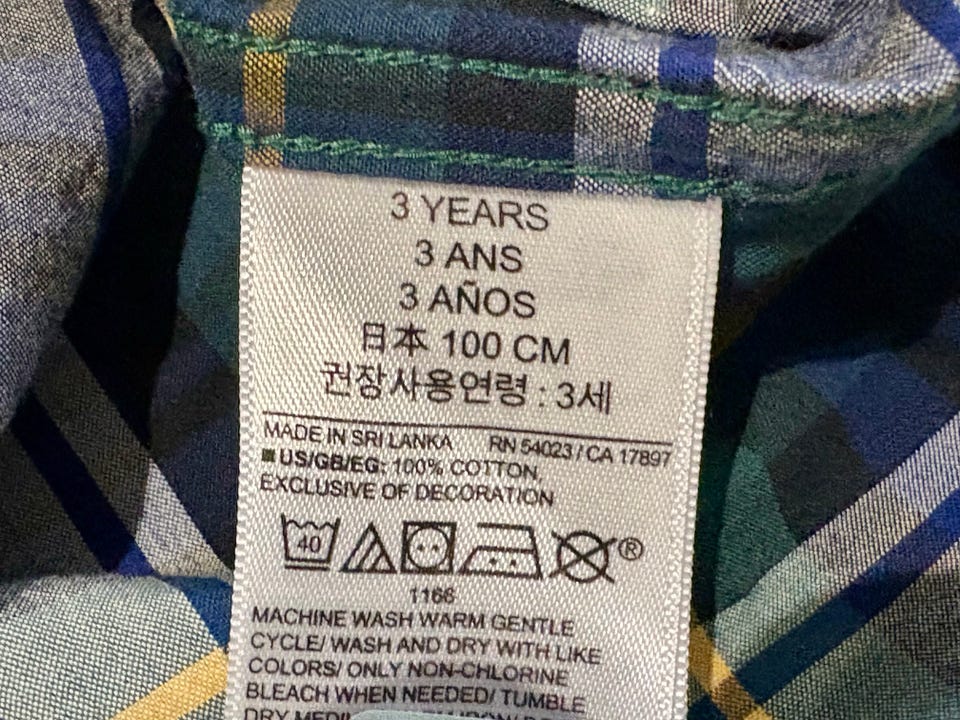 3 YEARS
3 ANS
3 AÑOS
日本 100 CM
권장사용연령 : 3세
MADE IN SRI LANKA RN 54023 / CA 17897
■US/GB/EG: 100% COTTON,
EXCLUSIVE OF DECORATION
40 ®
1166
MACHINE WASH WARM GENTLE
CYCLE/ WASH AND DRY WITH LIKE
COLORS/ ONLY NON-CHLORINE
BLEACH WHEN NEEDED/ TUMBLE
DRY